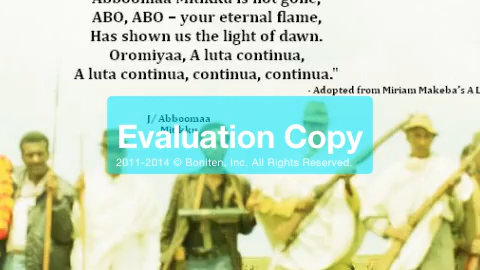 Abboomaa Mitikku is not gone,
ABO, ABO – your eternal flame,
Has shown us the light of dawn.
Oromiyaa, A luta continua,
A luta continua, continua, continua."
- Adopted from Miriam Makeba's A L
J/Abboomaa
Mitikku
Evaluation Copy
2011-2014 © Boniten, Inc. All Rights Reserved.